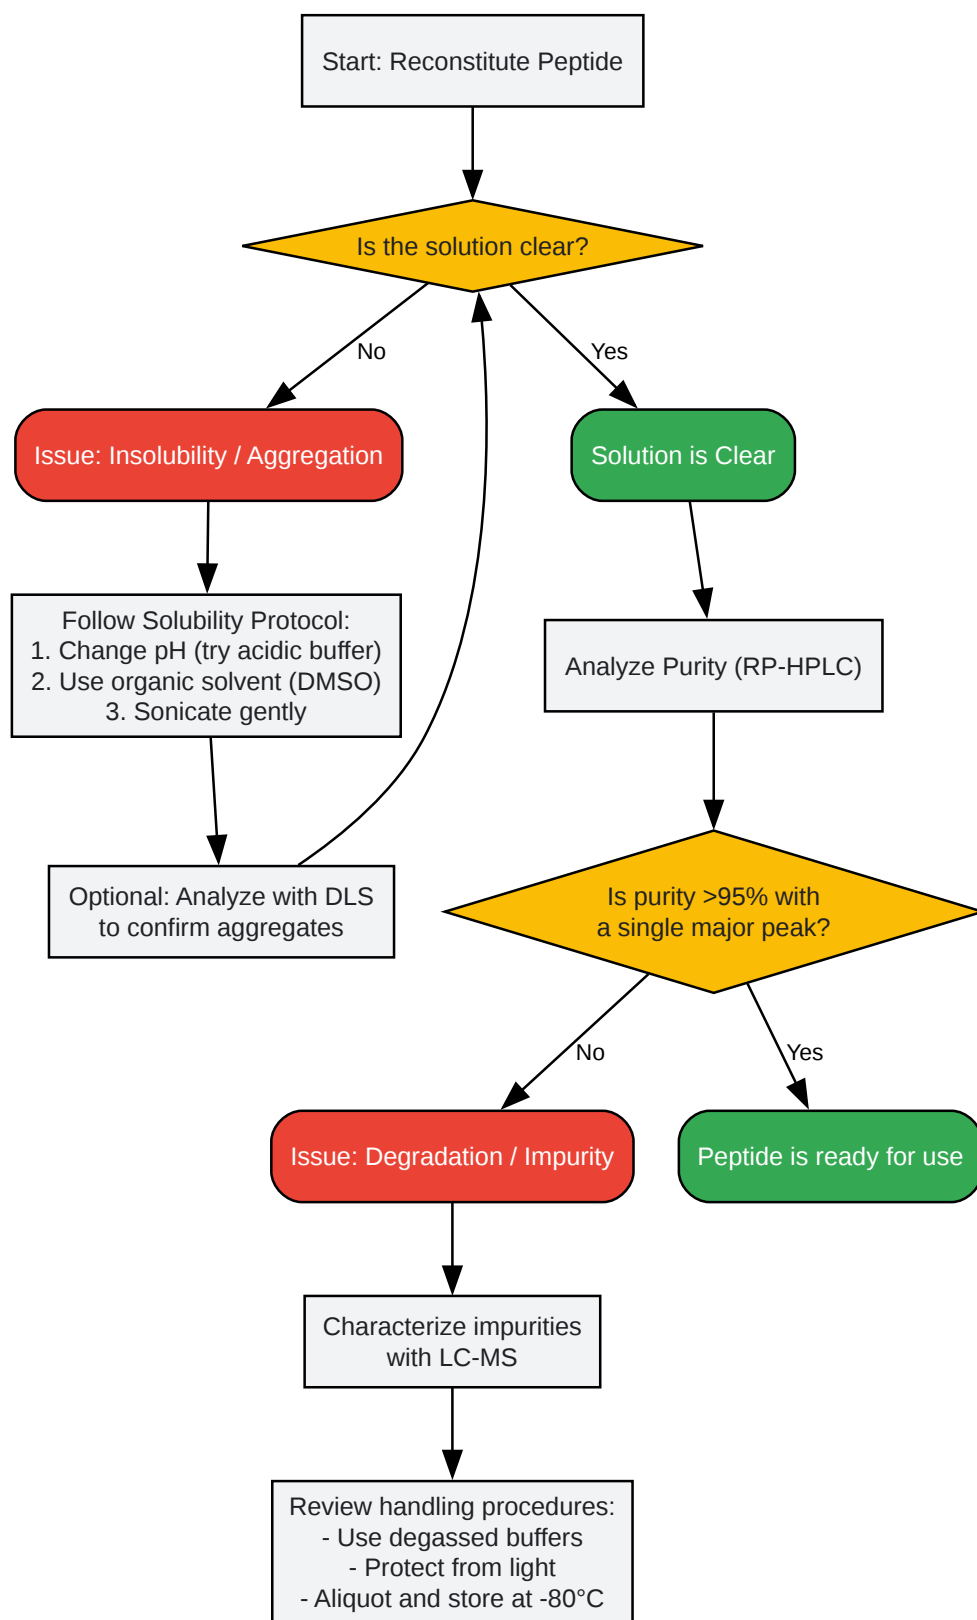 Start: Reconstitute Peptide
Is the solution clear?
No
Yes
Issue: Insolubility / Aggregation
Solution is Clear
Follow Solubility Protocol:
1. Change pH (try acidic buffer)
2. Use organic solvent (DMSO)
3. Sonicate gently
Analyze Purity (RP-HPLC)
Optional: Analyze with DLS
to confirm aggregates
Is purity >95% with
a single major peak?
No
Yes
Issue: Degradation / Impurity
Peptide is ready for use
Characterize impurities
with LC-MS
Review handling procedures:
- Use degassed buffers
- Protect from light
- Aliquot and store at -80°C